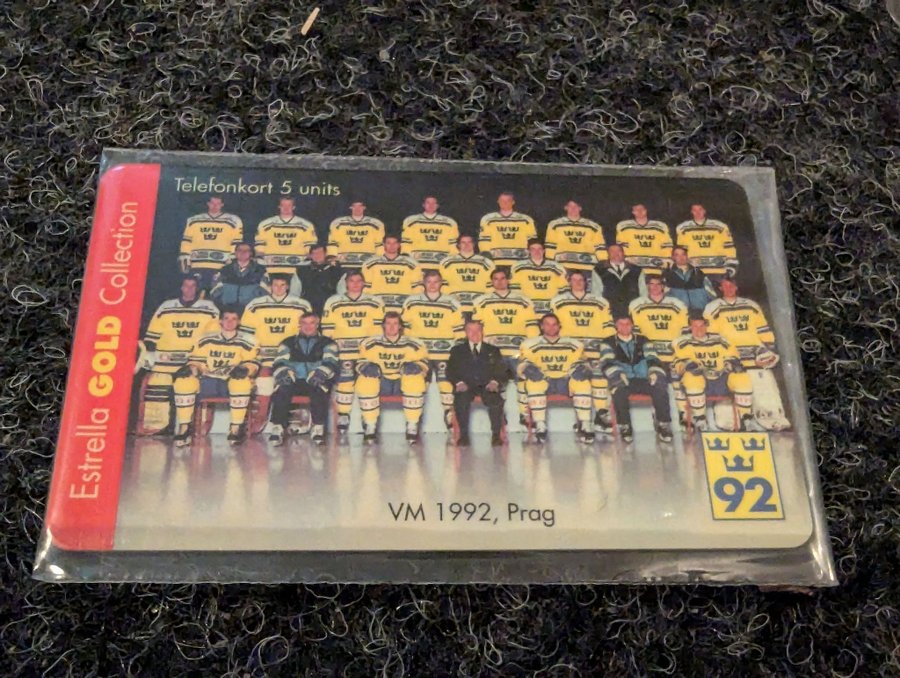 Telefonkort 5 units
Estrella GOLD Collection
VM 1992, Prag
92